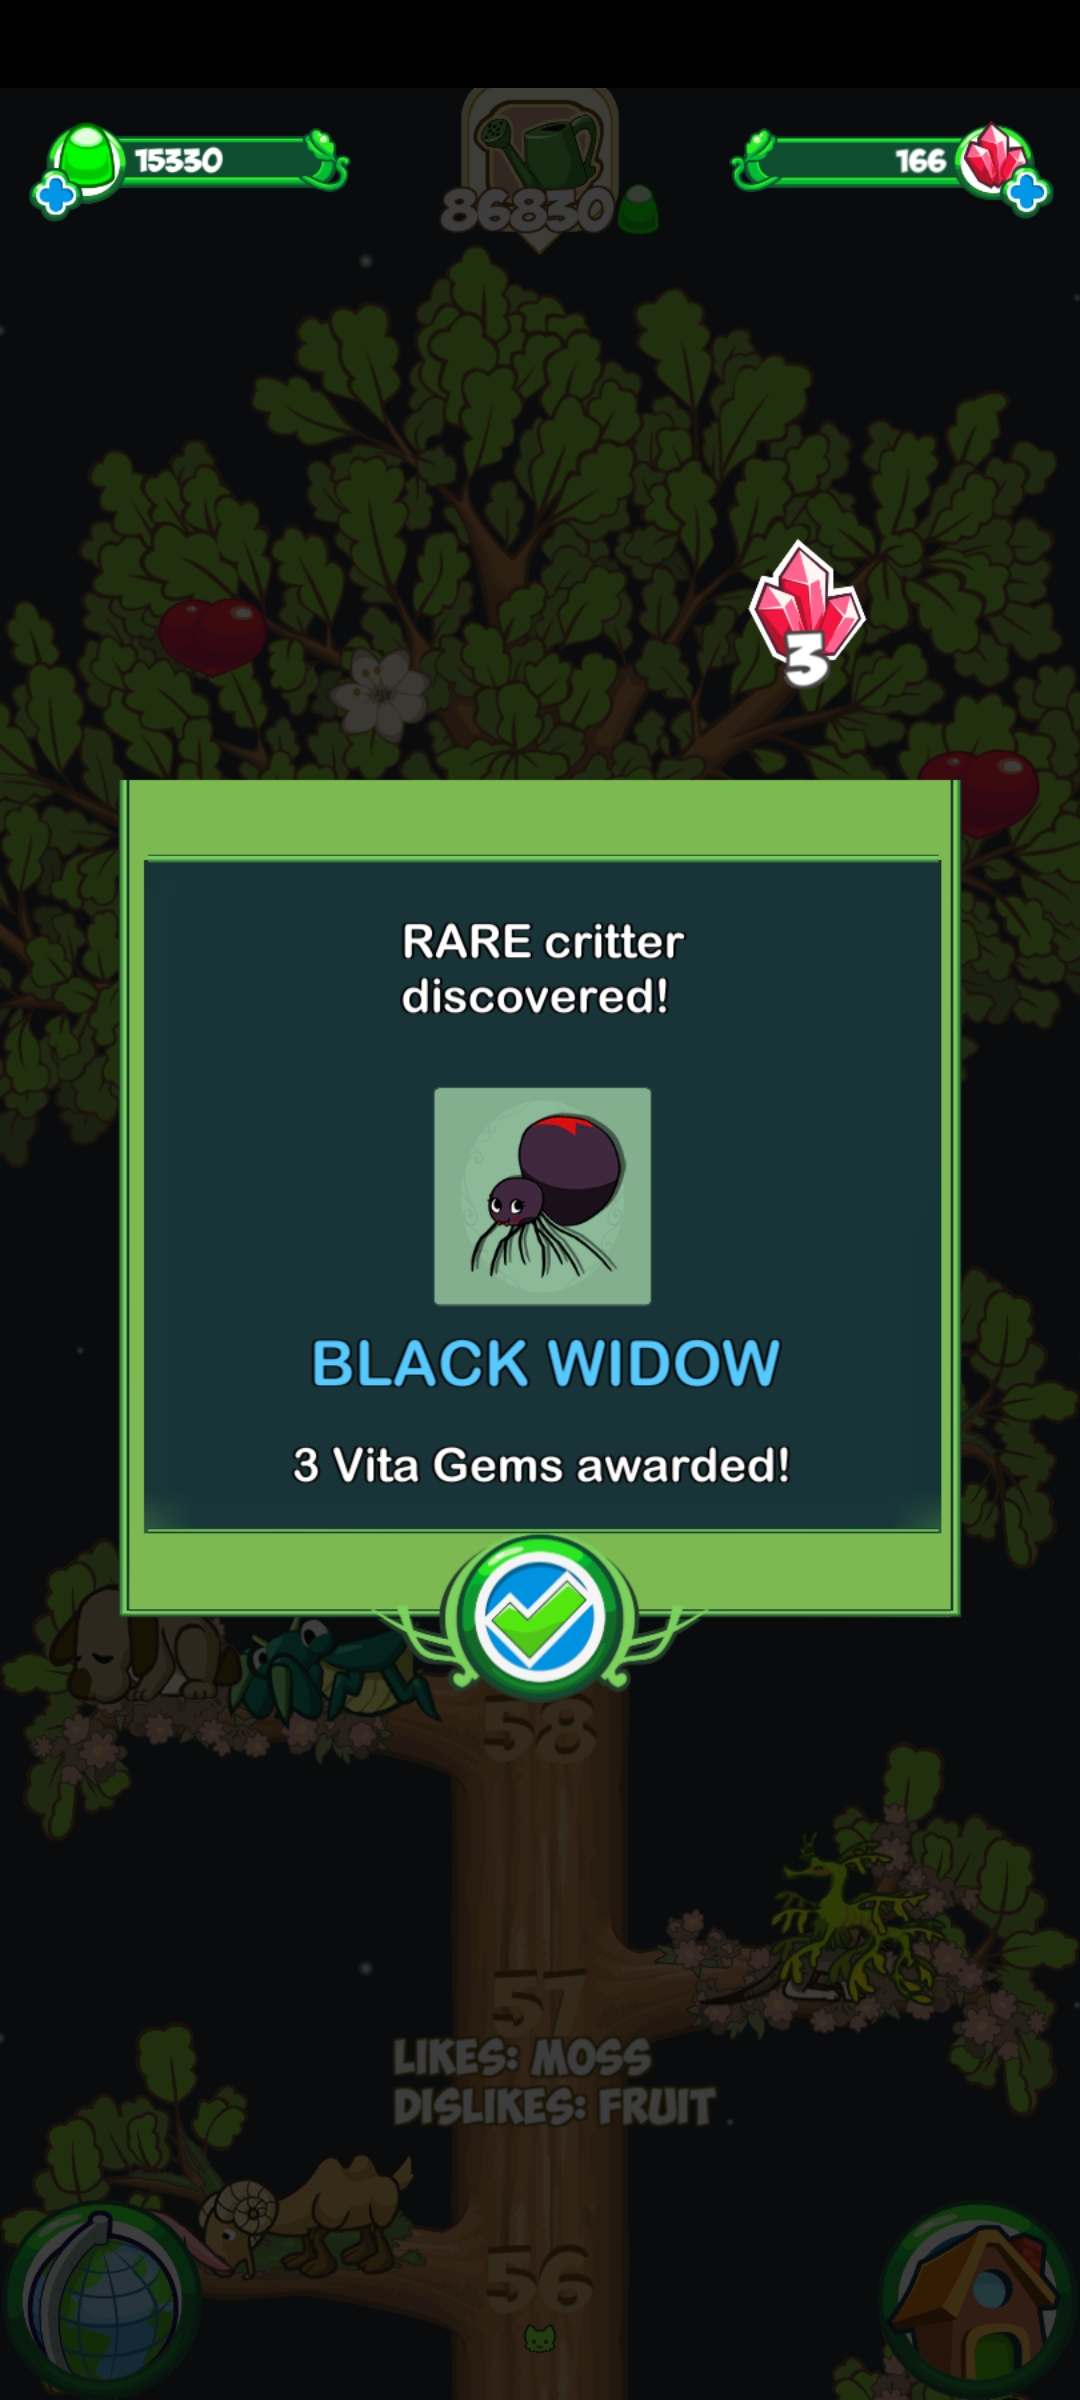 15330
86830
166
3
RARE critter
discovered!
BLACK WIDOW
3 Vita Gems awarded!
58
57
LIKES: MOSS
DISLIKES: FRUIT .
56